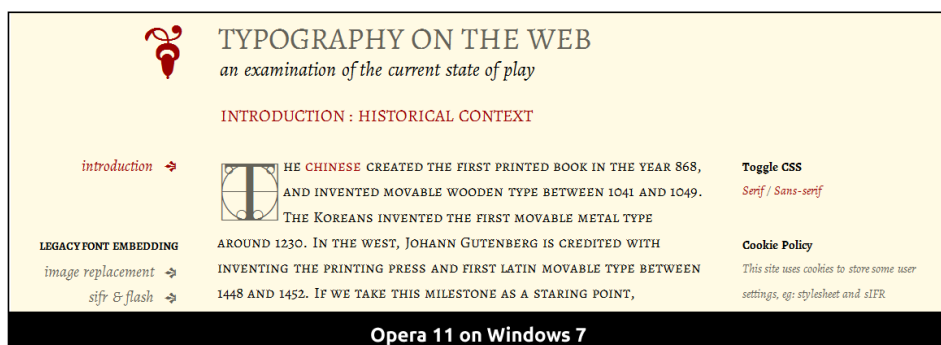 TYPOGRAPHY ON THE WEB
an examination of the current state of play
INTRODUCTION : HISTORICAL CONTEXT
introduction
LEGACY FONT EMBEDDING
image replacement
sifr & flash
THE CHINESE CREATED THE FIRST PRINTED BOOK IN THE YEAR 868,
AND INVENTED MOVABLE WOODEN TYPE BETWEEN 1041 AND 1049.
THE KOREANS INVENTED THE FIRST MOVABLE METAL TYPE
AROUND 1230. IN THE WEST, JOHANN GUTENBERG IS CREDITED WITH
INVENTING THE PRINTING PRESS AND FIRST LATIN MOVABLE TYPE BETWEEN
1448 AND 1452. IF WE TAKE THIS MILESTONE AS A STARING POINT,
Toggle CSS
Serif / Sans-serif
Cookie Policy
This site uses cookies to store some user
settings, eg: stylesheet and sIFR
Opera 11 on Windows 7